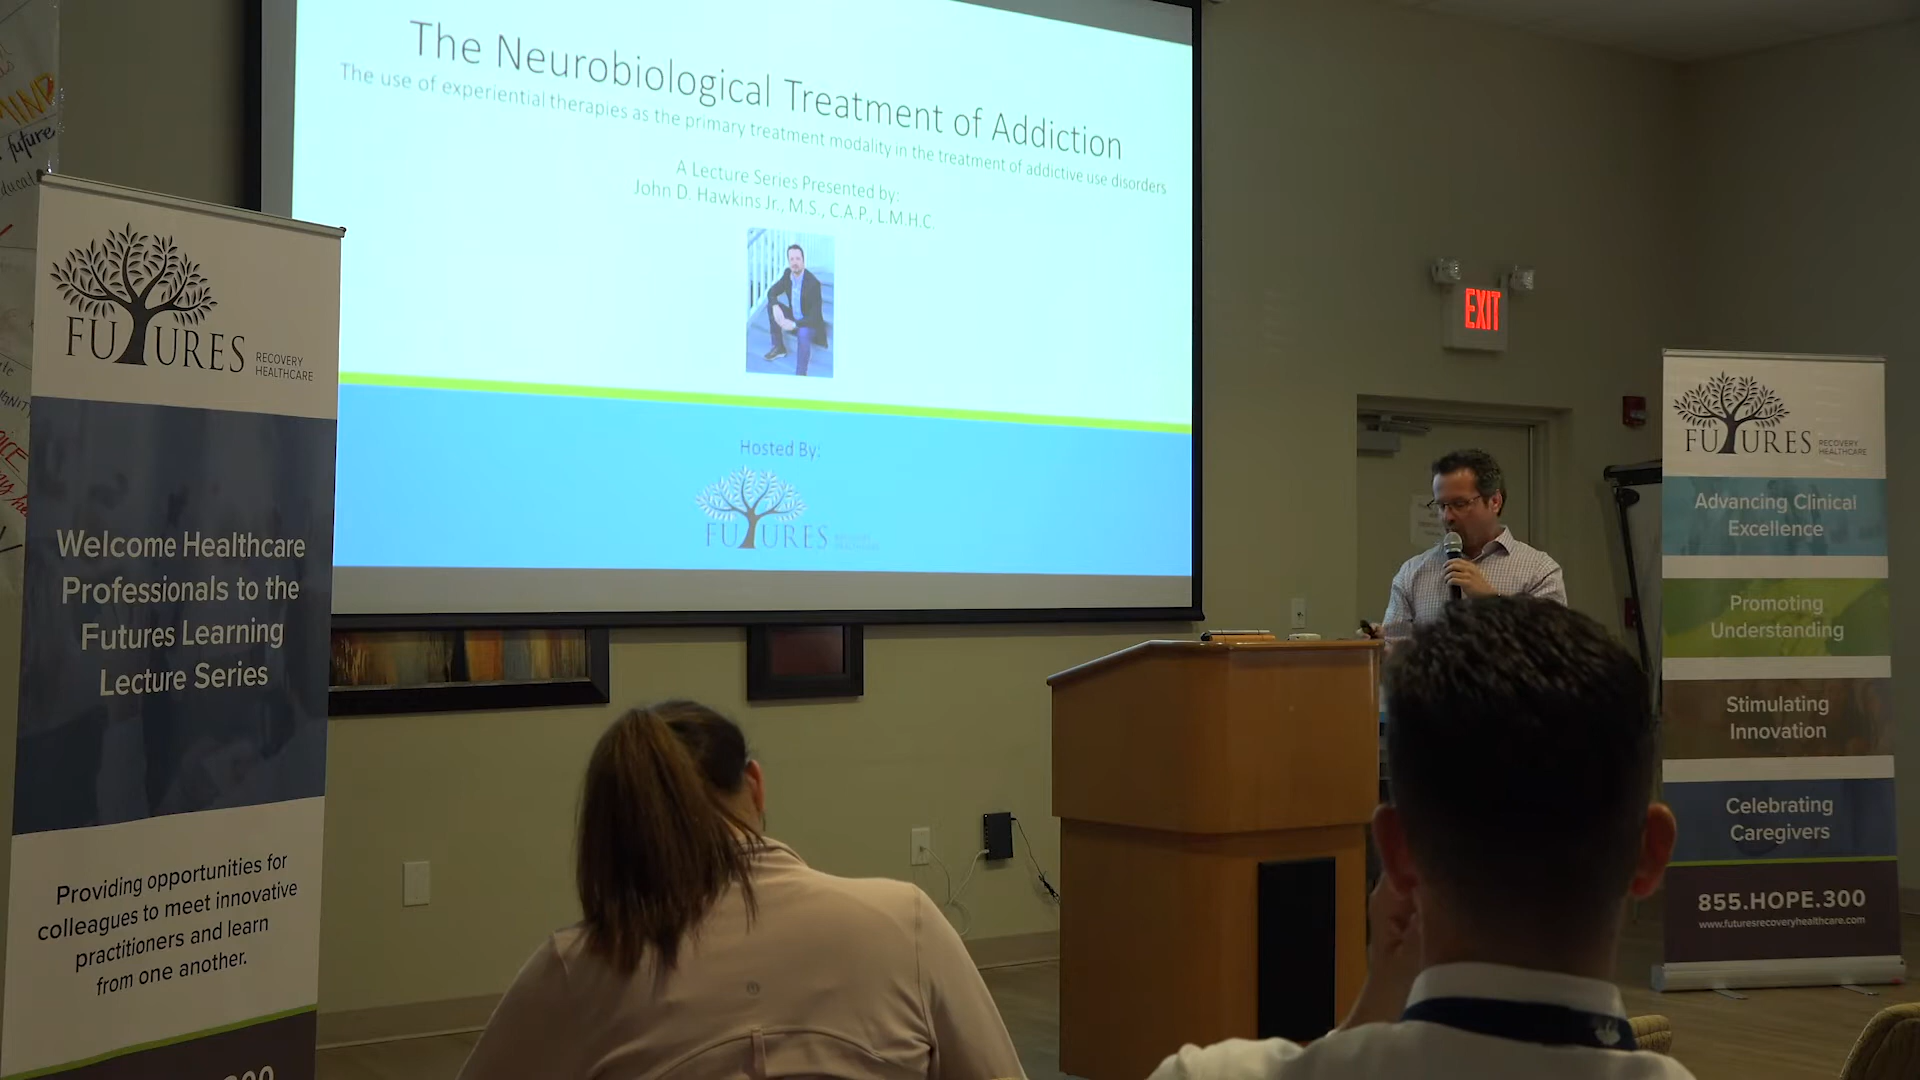 MIND
future
The Neurobiological Treatment of Addiction
The use of experiential therapies as the primary treatment modality in the treatment of addictive use disorders
A Lecture Series Presented by:
John D. Hawkins Jr., M.S., C.A.P., L.M.H.C.
Hosted By:
FUTURES
RECOVERY
HEALTHCARE
FUTURES
RECOVERY
HEALTHCARE
Welcome Healthcare
Professionals to the
Futures Learning
Lecture Series
Providing opportunities for
colleagues to meet innovative
practitioners and learn
from one another.
EXIT
FUTURES
RECOVERY
HEALTHCARE
Advancing Clinical
Excellence
Promoting
Understanding
Stimulating
Innovation
Celebrating
Caregivers
855.HOPE.300
www.futuresrecoveryhealthcare.com